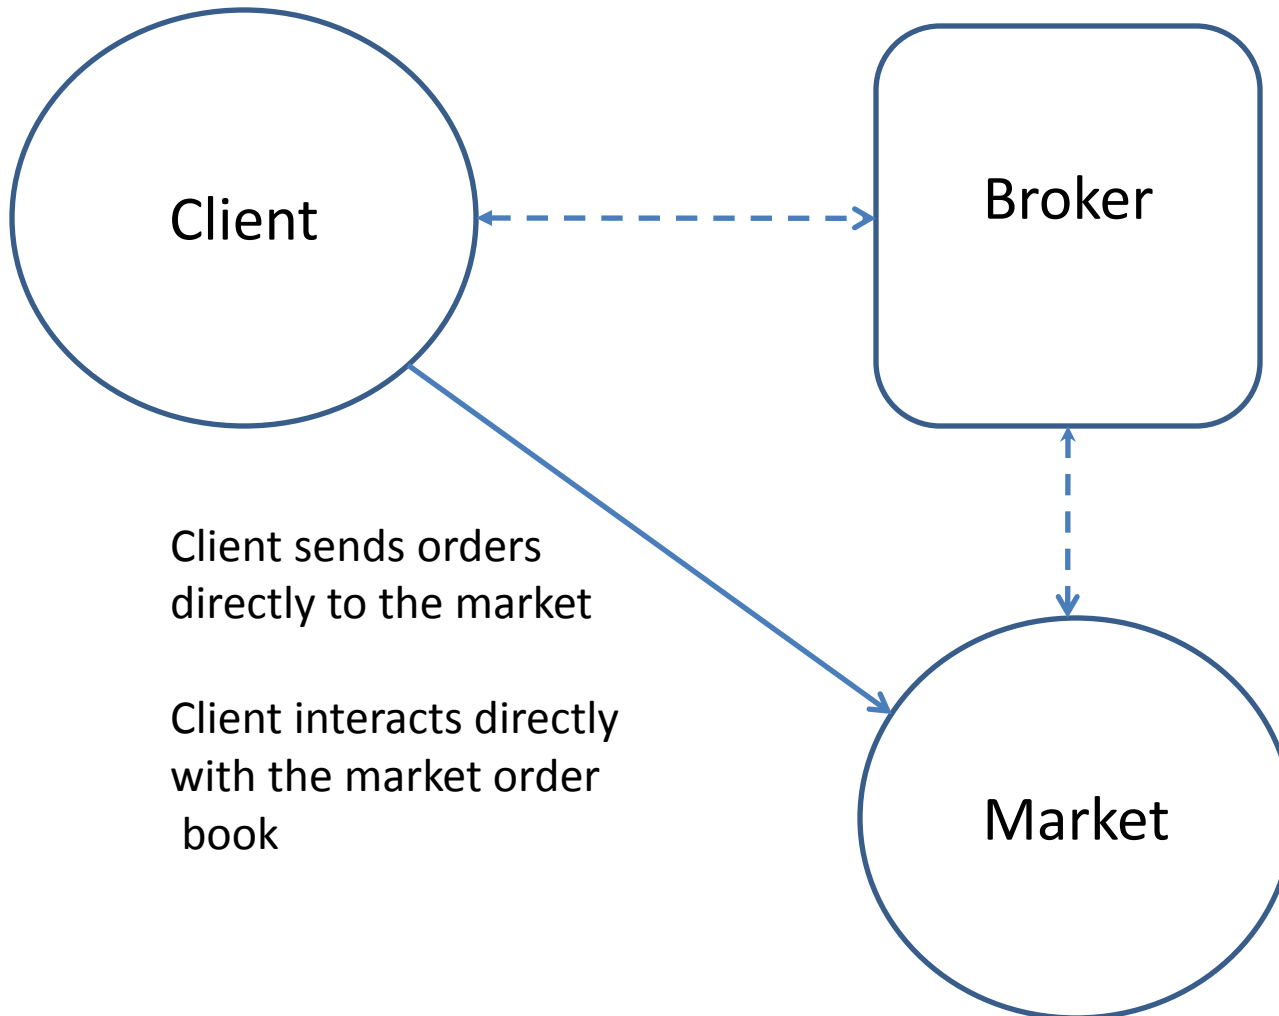 Client
Broker
Client sends orders
directly to the market
Client interacts directly
with the market order
book
Market